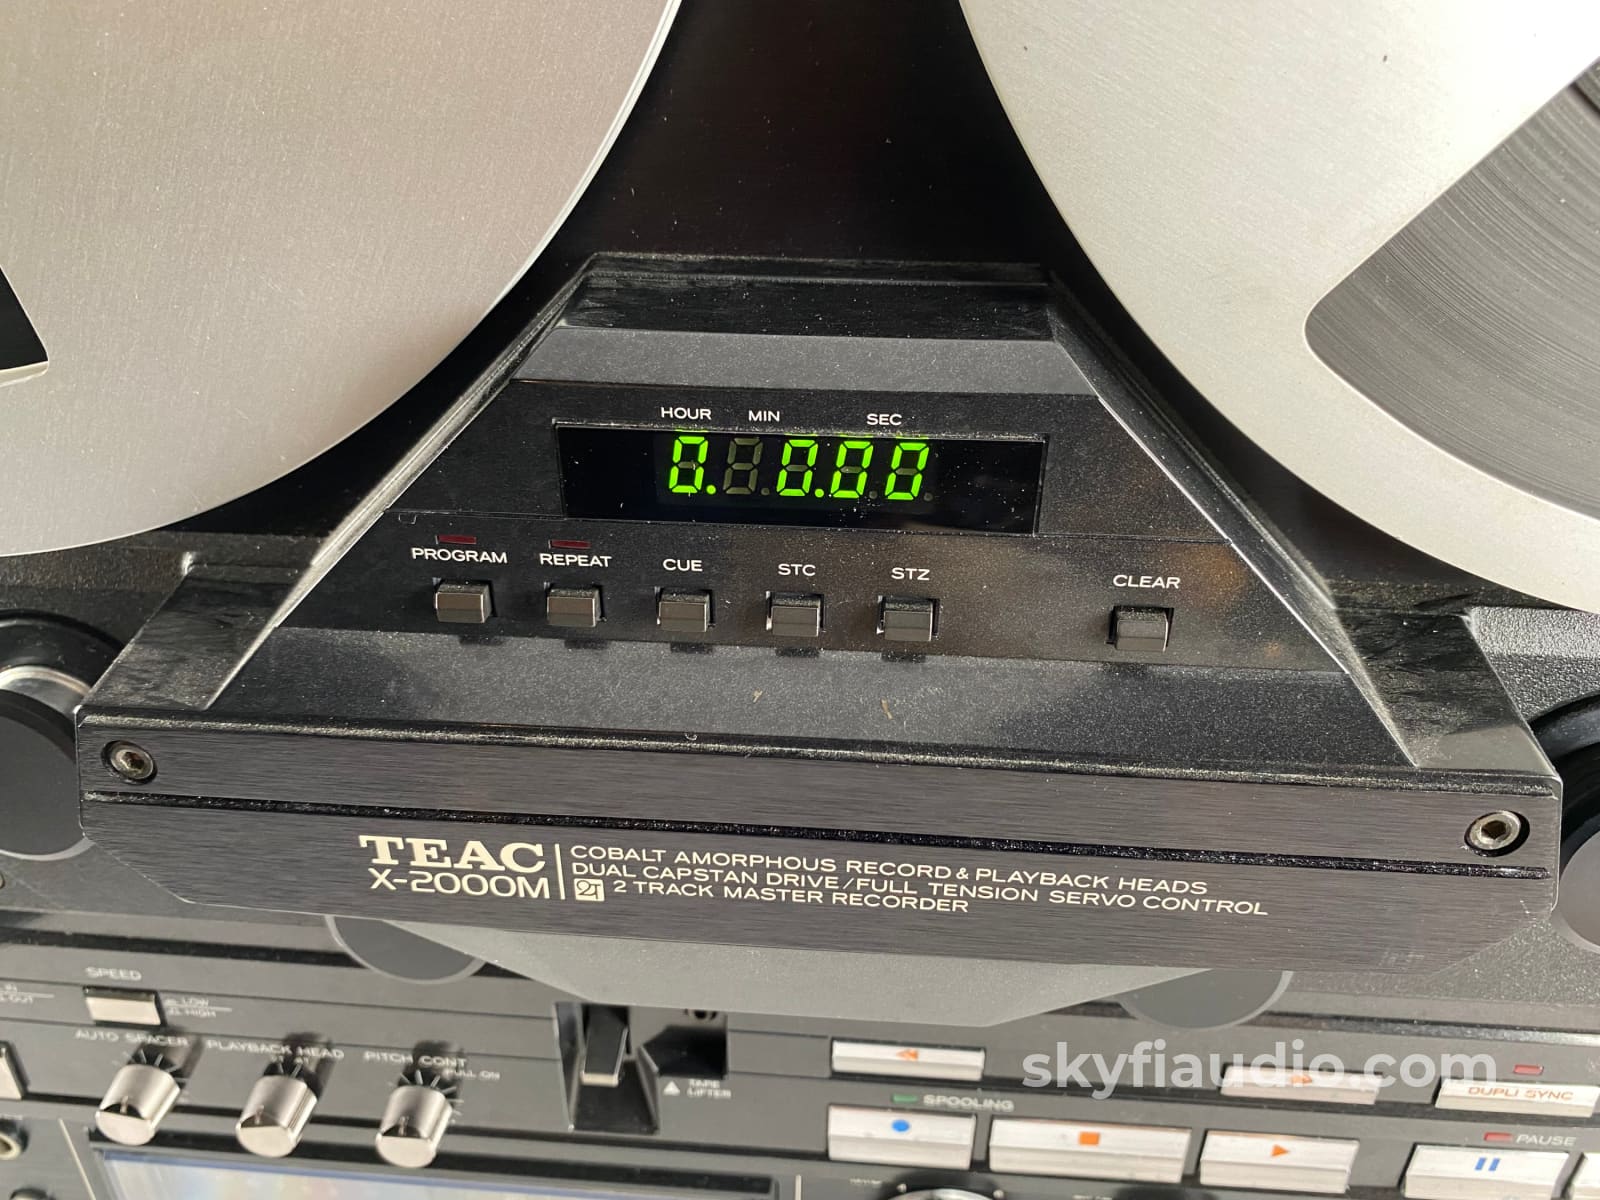 HOUR MIN SEC
0. 0.00
PROGRAM REPEAT CUE STC STZ CLEAR
TEAC
X-2000M
COBALT AMORPHOUS RECORD & PLAYBACK HEADS
DUAL CAPSTAN DRIVE/FULL TENSION SERVO CONTROL
2T 2 TRACK MASTER RECORDER
SPEED
LOW
HIGH
AUTO SPACER PLAYBACK HEAD PITCH CONT
PULL ON
TAPE
LIFTER
skyfiaudio.com
DUPLI SYNC
SPOOLING
PAUSE